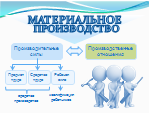 МАТЕРИАЛЬНОЕ
ПРОИЗВОДСТВО
Производительные
силы
Производственные
отношения
Предмет
труда
Средства
труда
Рабочая
сила
средства
производства